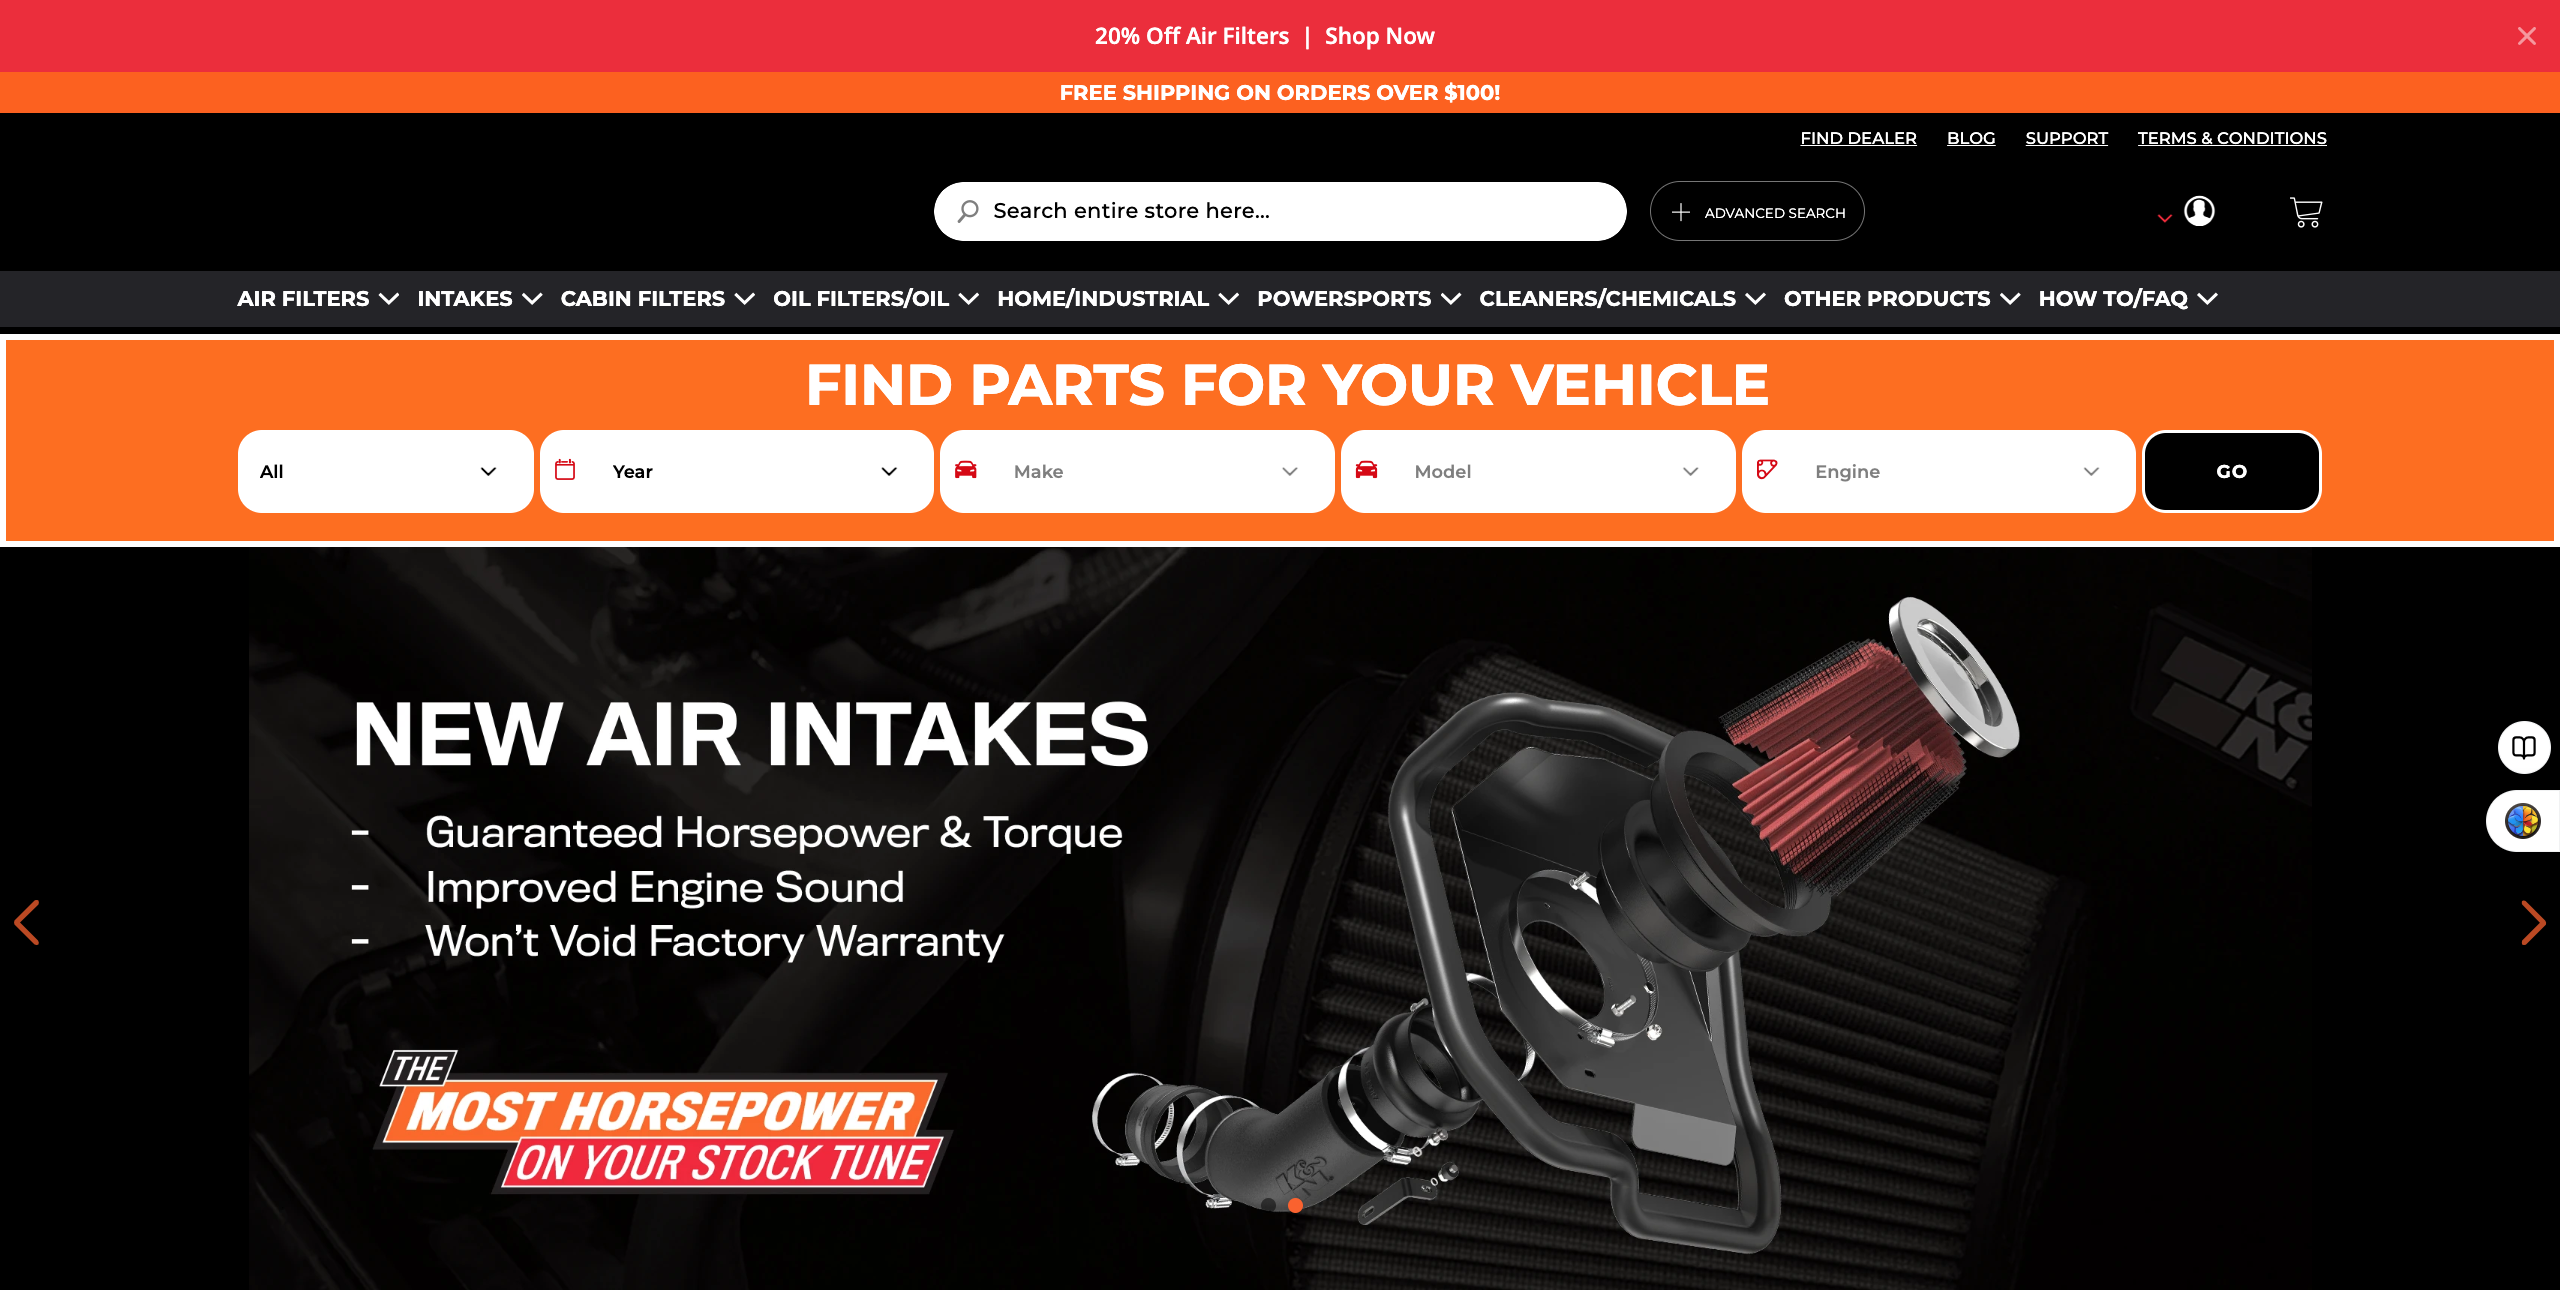 20% Off Air Filters | Shop Now
FREE SHIPPING ON ORDERS OVER $100!
FIND DEALER BLOG SUPPORT TERMS & CONDITIONS
Search entire store here...
ADVANCED SEARCH
AIR FILTERS INTAKES CABIN FILTERS OIL FILTERS/OIL HOME/INDUSTRIAL POWERSPORTS CLEANERS/CHEMICALS OTHER PRODUCTS HOW TO/FAQ
FIND PARTS FOR YOUR VEHICLE
All Year Make Model Engine GO
NEW AIR INTAKES
- Guaranteed Horsepower & Torque
- Improved Engine Sound
- Won’t Void Factory Warranty
THE
MOST HORSEPOWER
ON YOUR STOCK TUNE
K&N
K&N